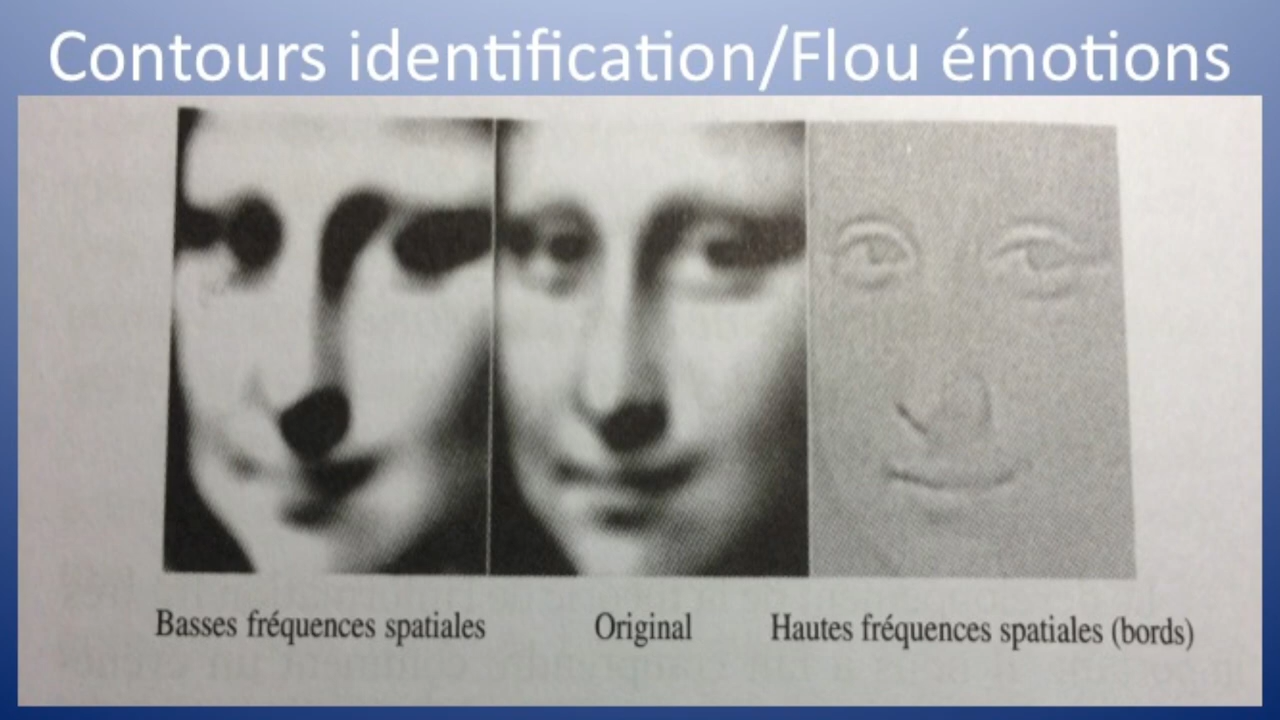 Contours identification/Flou émotions
Basses fréquences spatiales
Original
Hautes fréquences spatiales (bords)